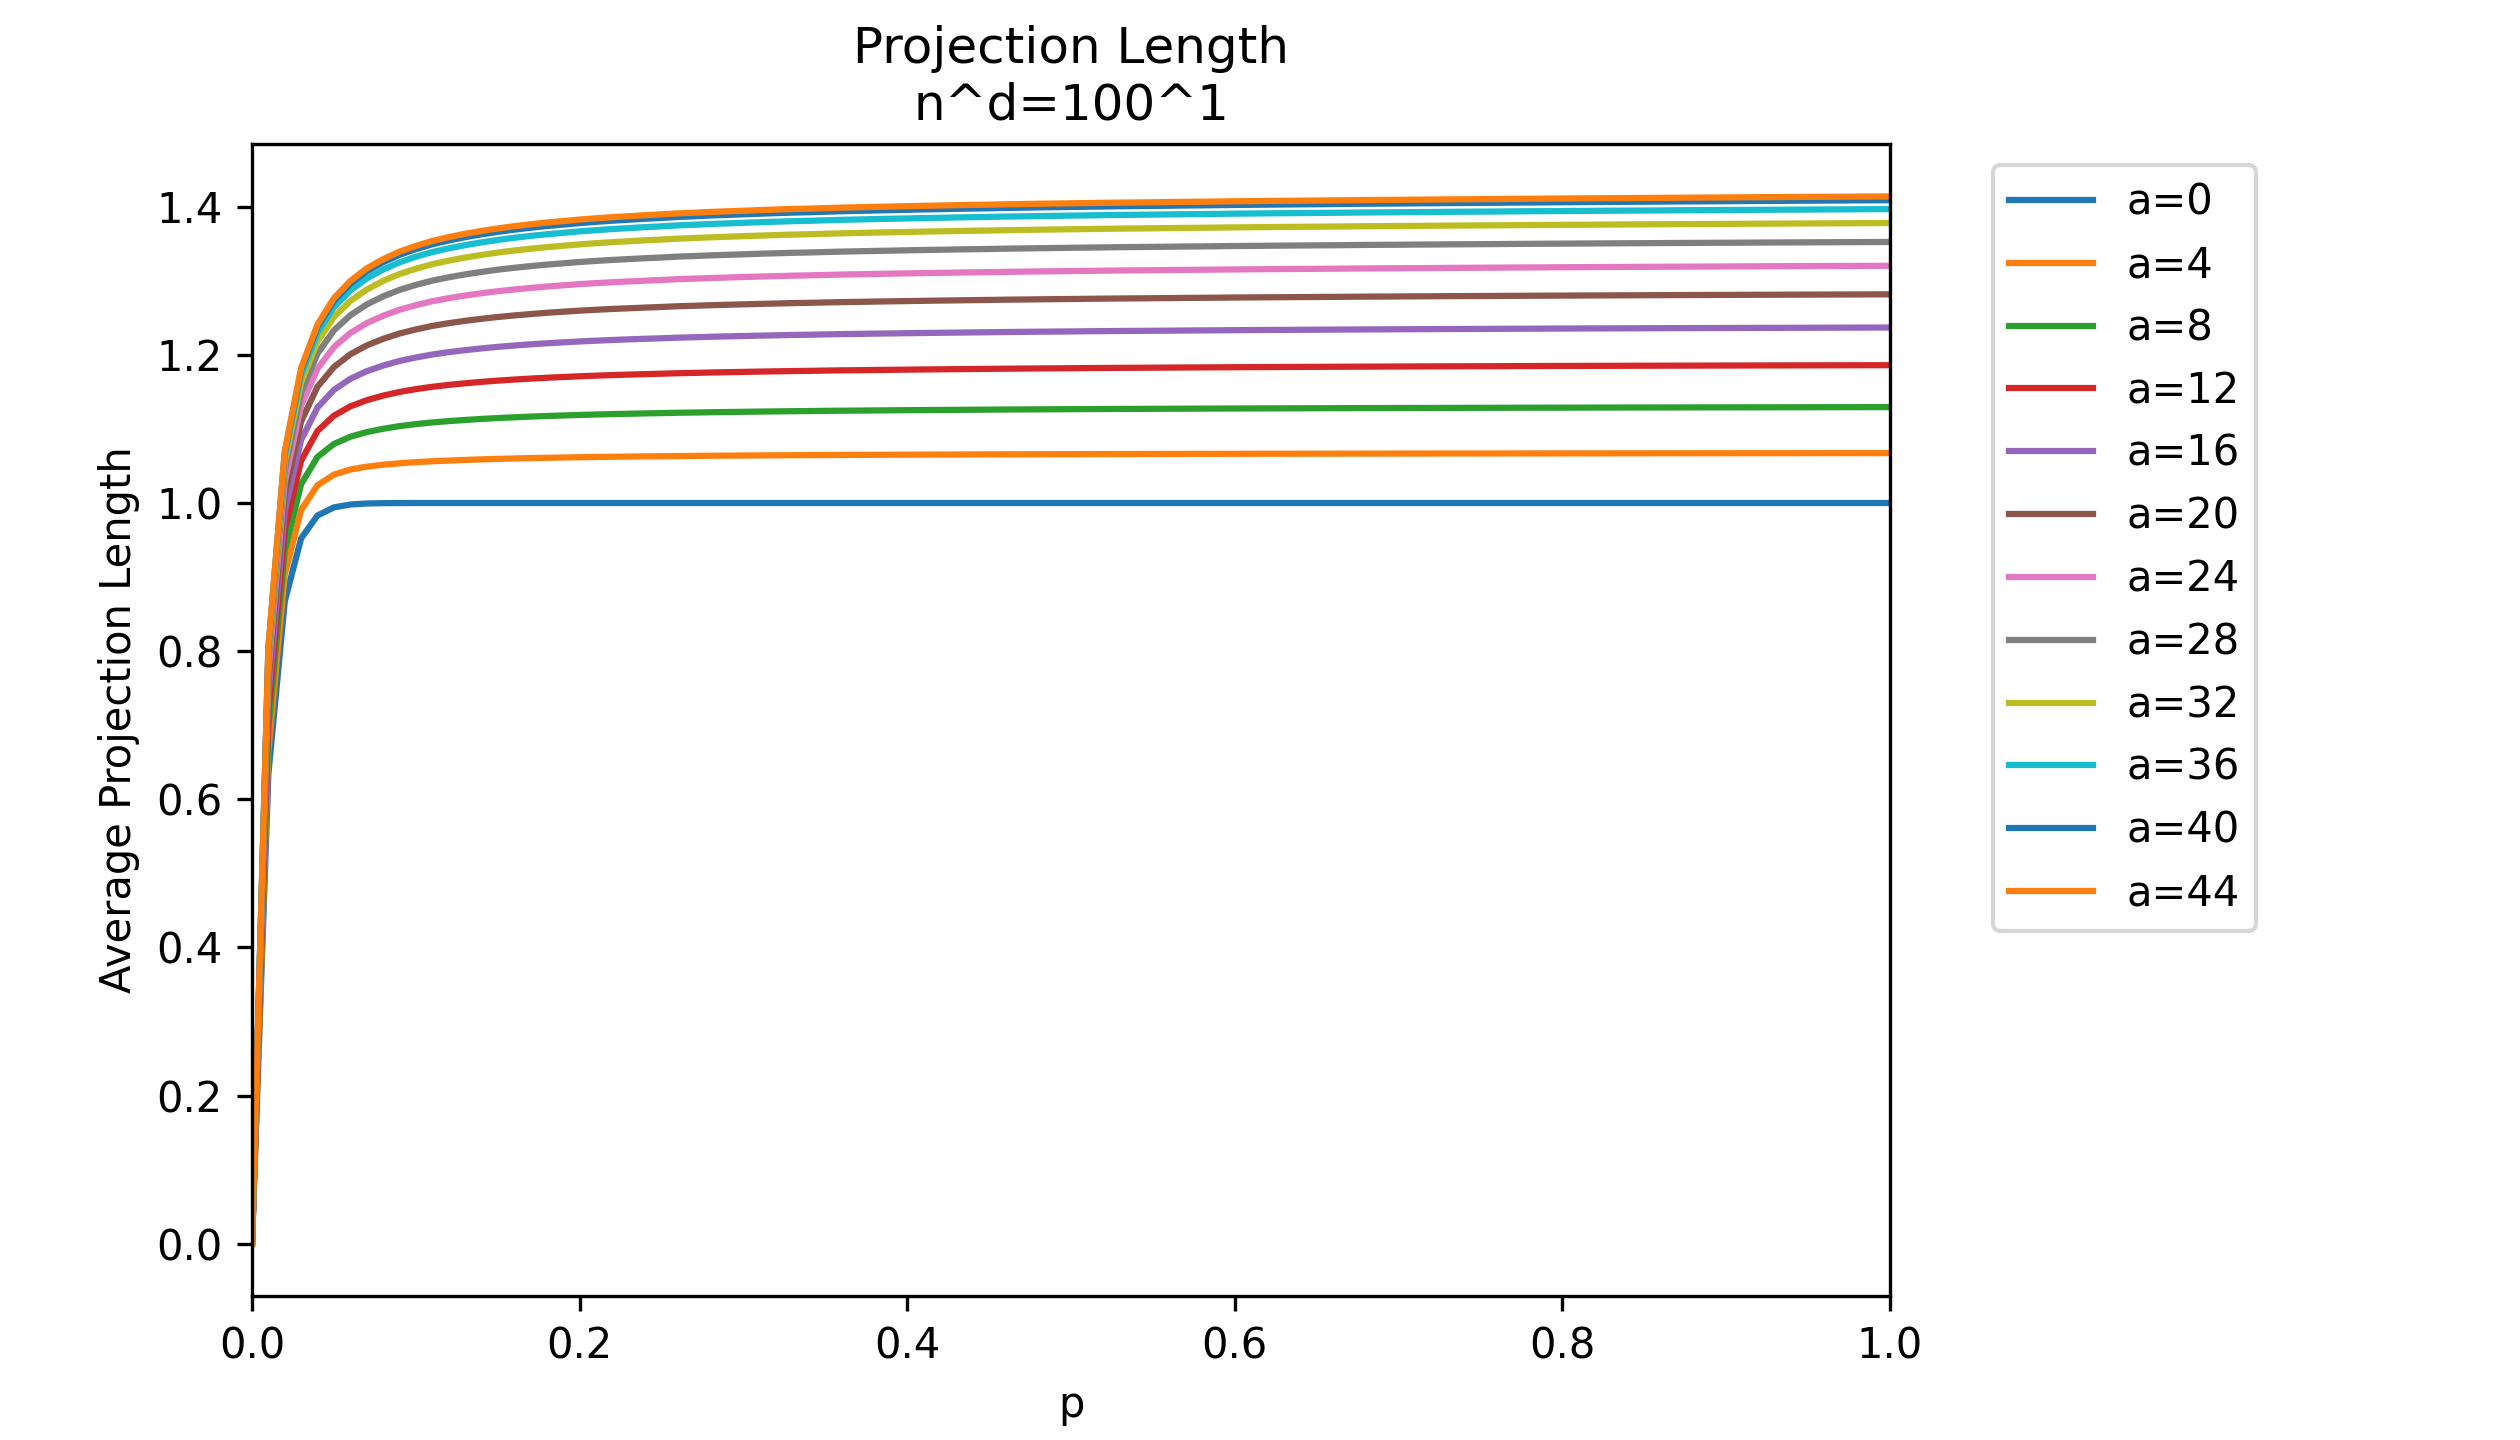 Projection Length
n^d=100^1
Average Projection Length
1.4
1.2
1.0
0.8
0.6
0.4
0.2
0.0
0.0 0.2 0.4 0.6 0.8 1.0
p
a=0
a=4
a=8
a=12
a=16
a=20
a=24
a=28
a=32
a=36
a=40
a=44